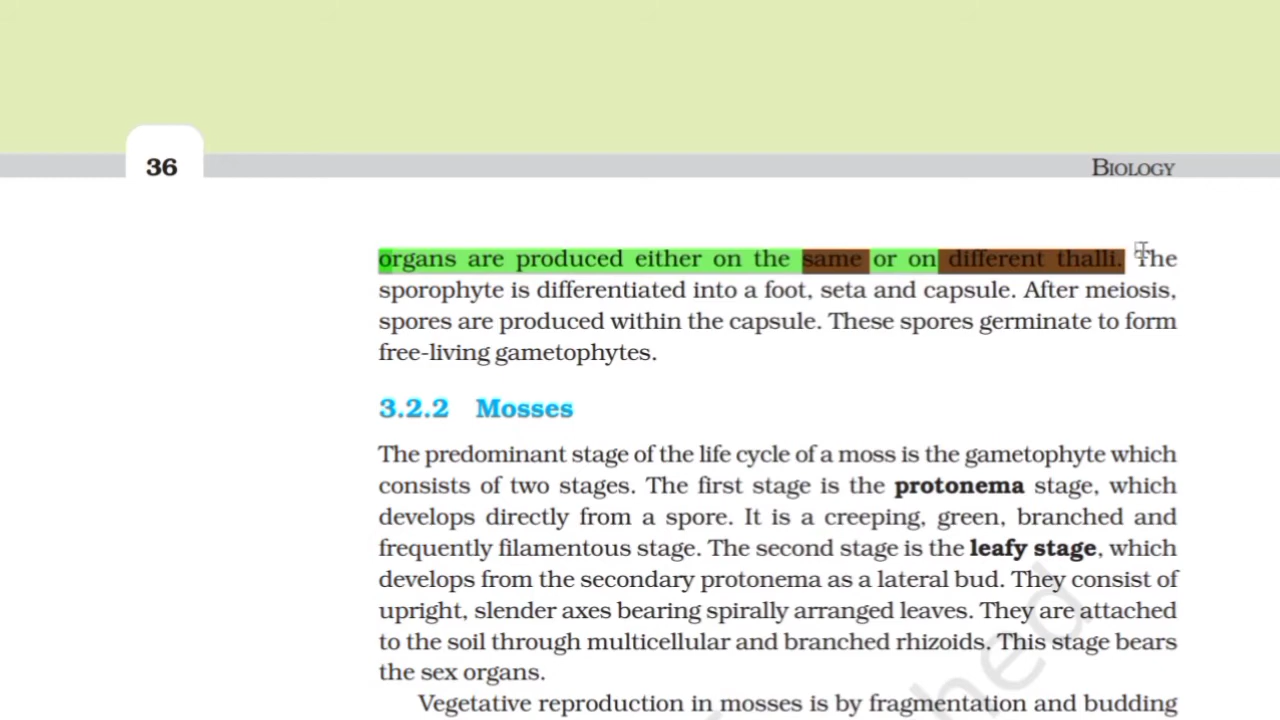 36
BIOLOGY
organs are produced either on the same or on different thalli. The
sporophyte is differentiated into a foot, seta and capsule. After meiosis,
spores are produced within the capsule. These spores germinate to form
free-living gametophytes.
3.2.2 Mosses
The predominant stage of the life cycle of a moss is the gametophyte which
consists of two stages. The first stage is the protonema stage, which
develops directly from a spore. It is a creeping, green, branched and
frequently filamentous stage. The second stage is the leafy stage, which
develops from the secondary protonema as a lateral bud. They consist of
upright, slender axes bearing spirally arranged leaves. They are attached
to the soil through multicellular and branched rhizoids. This stage bears
the sex organs.
Vegetative reproduction in mosses is by fragmentation and budding